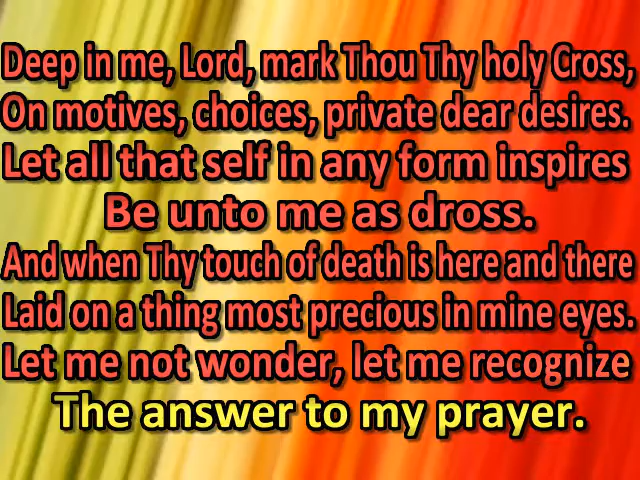 Deep in me, Lord, mark Thou Thy holy Cross,
On motives, choices, private dear desires.
Let all that self in any form inspires
Be unto me as dross.
And when Thy touch of death is here and there
Laid on a thing most precious in mine eyes.
Let me not wonder, let me recognize
The answer to my prayer.